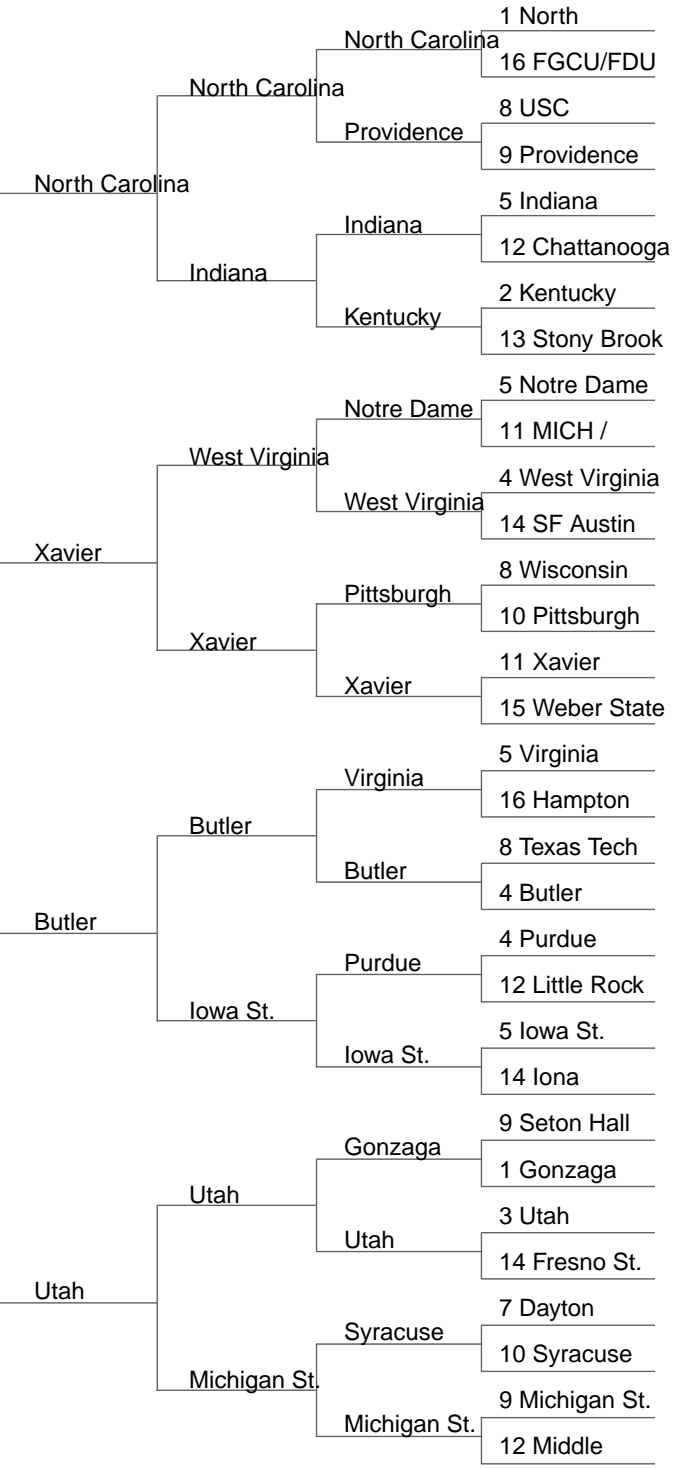 1 North
North Carolina
16 FGCU/FDU
North Carolina
8 USC
Providence
9 Providence
North Carolina
5 Indiana
Indiana
12 Chattanooga
Indiana
2 Kentucky
Kentucky
13 Stony Brook
5 Notre Dame
Notre Dame
11 MICH /
West Virginia
4 West Virginia
West Virginia
14 SF Austin
Xavier
8 Wisconsin
Pittsburgh
10 Pittsburgh
Xavier
11 Xavier
Xavier
15 Weber State
5 Virginia
Virginia
16 Hampton
Butler
8 Texas Tech
Butler
4 Butler
Butler
4 Purdue
Purdue
12 Little Rock
Iowa St.
5 Iowa St.
Iowa St.
14 Iona
9 Seton Hall
Gonzaga
1 Gonzaga
Utah
3 Utah
Utah
14 Fresno St.
Utah
7 Dayton
Syracuse
10 Syracuse
Michigan St.
9 Michigan St.
Michigan St.
12 Middle